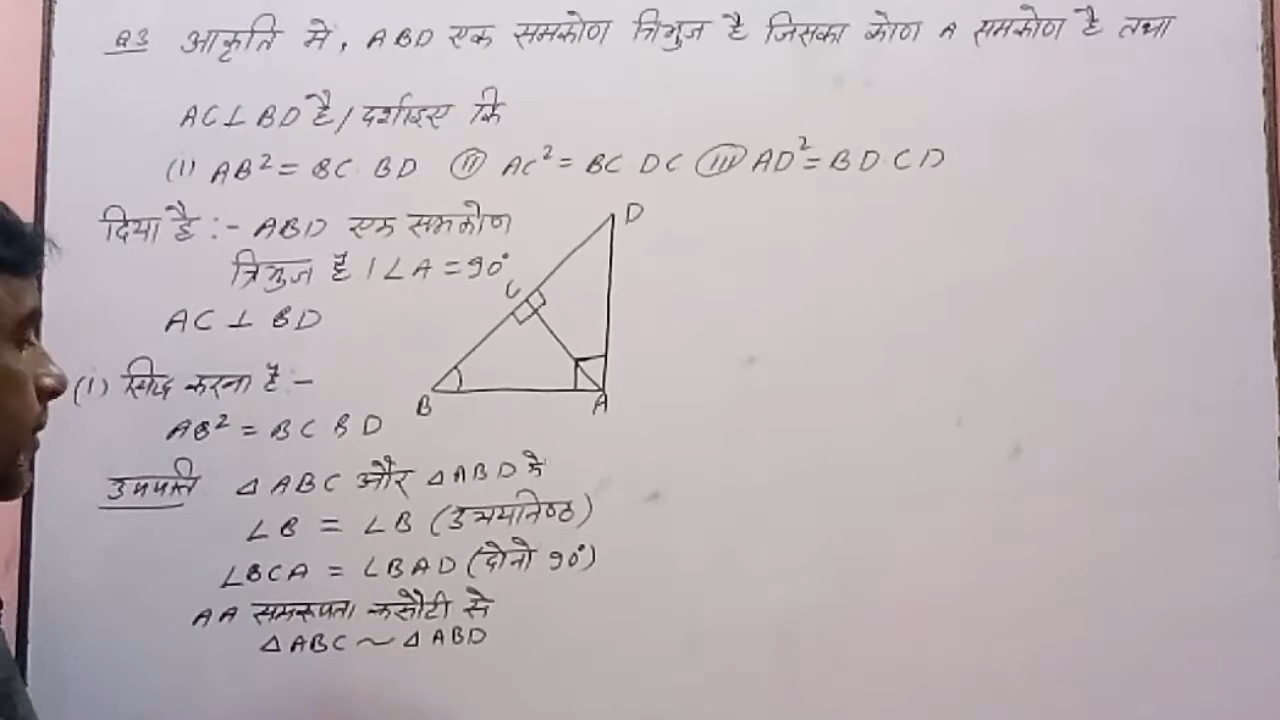 Q3 आकृति में, ABD एक समकोण त्रिभुज है जिसका कोण A समकोण है तथा
AC⊥BD है। दर्शाइए कि
(i) AB² = BC BD (ii) AC² = BC DC (iii) AD² = BD CD
दिया है :- ABD एक समकोण
त्रिभुज है। ∠A = 90°
AC ⊥ BD
(i) सिद्ध करना है :-
AB² = BC BD
उपपत्ति △ABC और △ABD में
∠B = ∠B (उभयनिष्ठ)
∠BCA = ∠BAD (दोनो 90°)
AA समरूपता कसौटी से
△ABC ~ △ABD
D
C
B
A